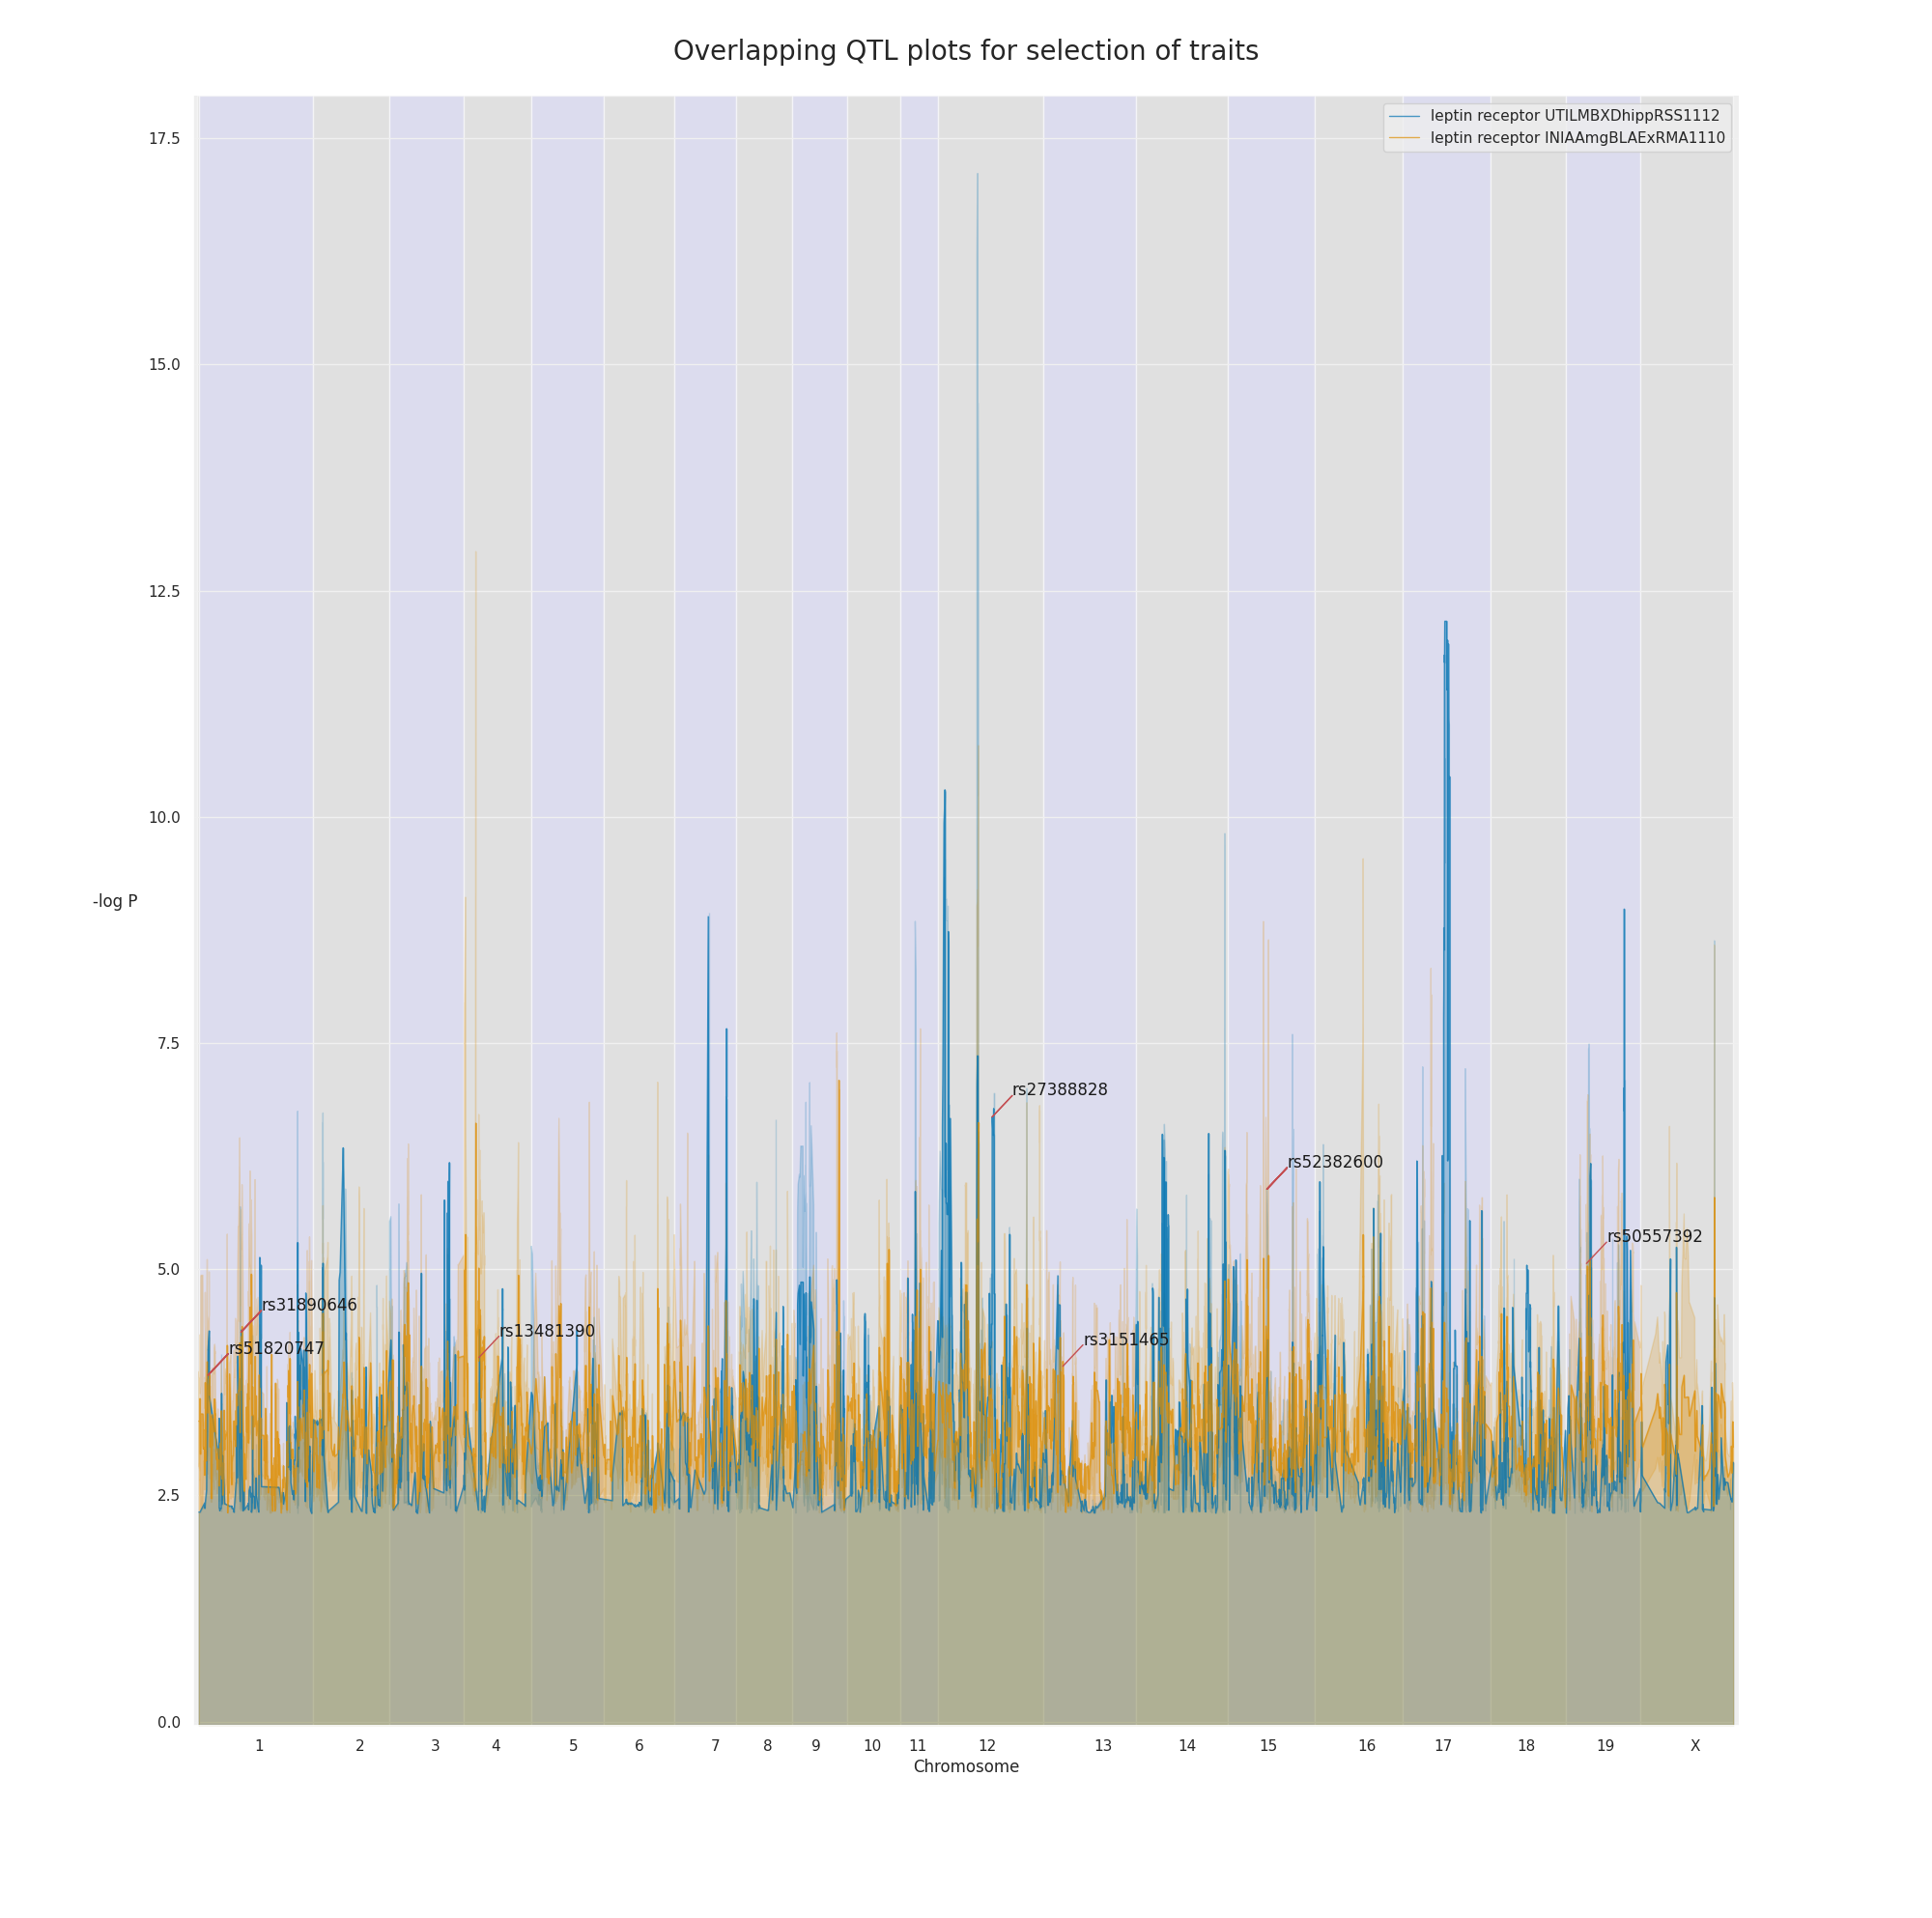 Overlapping QTL plots for selection of traits
leptin receptor UTILMBXDhippRSS1112
leptin receptor INIAAmgBLAExRMA1110
17.5
15.0
12.5
10.0
-log P
7.5
rs27388828
rs52382600
rs50557392
5.0
rs31890646
rs13481390
rs3151465
rs51820747
2.5
0.0
1 2 3 4 5 6 7 8 9 10 11 12 13 14 15 16 17 18 19 X
Chromosome